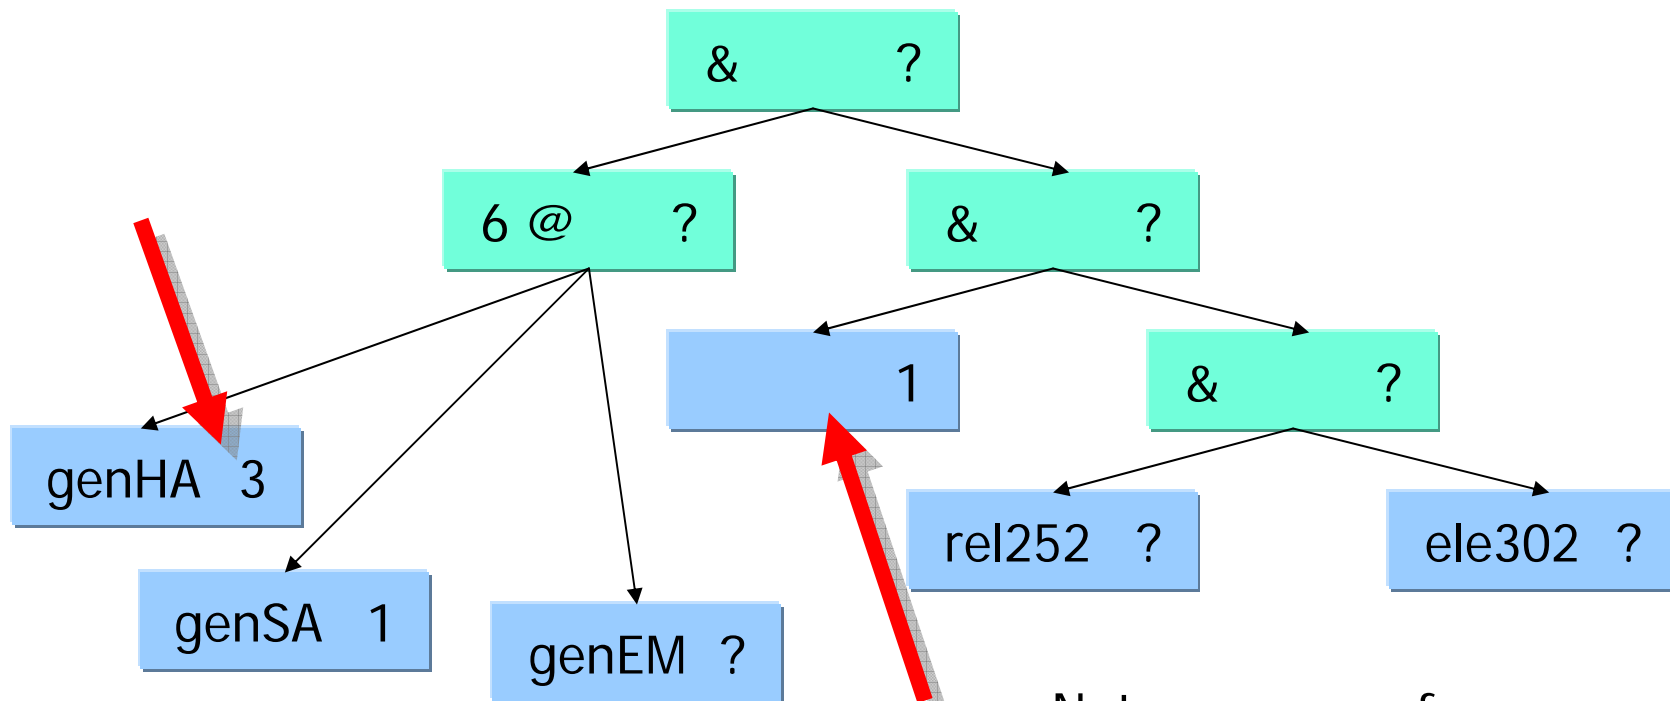 & ?
6 @ ?
& ?
1
& ?
genHA 3
rel252 ?
ele302 ?
genSA 1
genEM ?